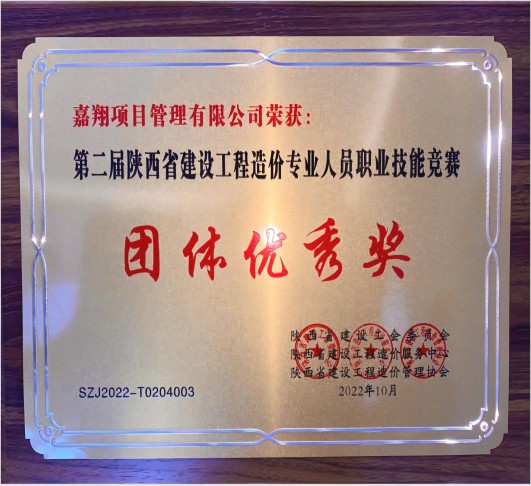 嘉翔项目管理有限公司荣获：
第二届陕西省建设工程造价专业人员职业技能竞赛
团体优秀奖
陕西省建设工会委员会
陕西省建设工程造价服务中心
陕西省建设工程造价管理协会
SZJ2022-T0204003
2022年10月